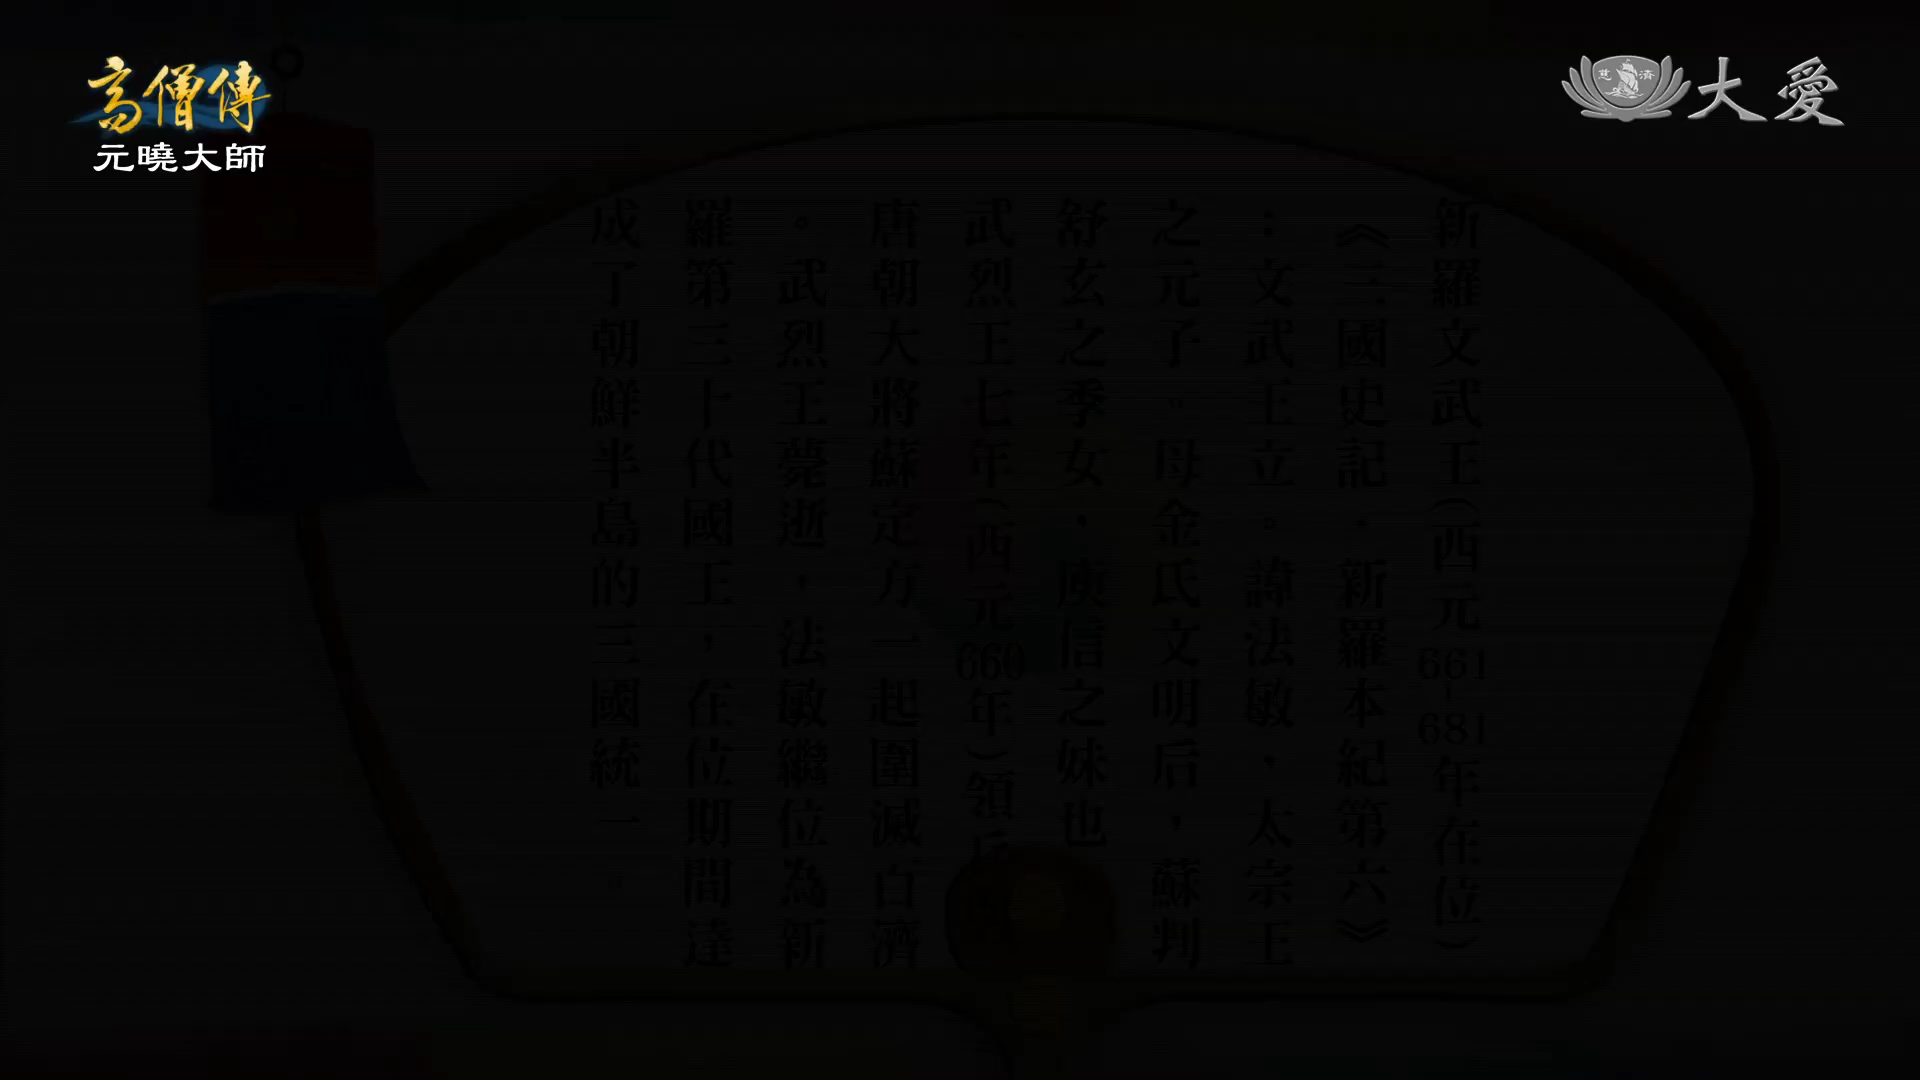 高僧傳
元曉大師
慈濟
大愛
新羅文武王(西元661-681年在位)
《三國史記．新羅本紀第六》
：文武王立。諱法敏、太宗王
之元子。母金氏文明后，蘇判
舒玄之季女、庾信之妹也
武烈王七年(西元660年)領兵
唐朝大將蘇定方一起圍滅百濟
。武烈王薨逝，法敏繼位為新
羅第三十代國王，在位期間達
成了朝鮮半島的三國統一。